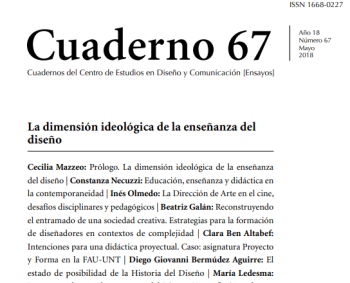 ISSN 1668-0227
Cuaderno 67
Año 18
Número 67
Mayo
2018
Cuadernos del Centro de Estudios en Diseño y Comunicación [Ensayos]
La dimensión ideológica de la enseñanza del
diseño
Cecilia Mazzeo: Prólogo. La dimensión ideológica de la enseñanza
del diseño | Constanza Necuzzi: Educación, enseñanza y didáctica en
la contemporaneidad | Inés Olmedo: La Dirección de Arte en el cine,
desafíos disciplinares y pedagógicos | Beatriz Galán: Reconstruyendo
el entramado de una sociedad creativa. Estrategias para la formación
de diseñadores en contextos de complejidad | Clara Ben Altabef:
Intenciones para una didáctica proyectual. Caso: asignatura Proyecto
y Forma en la FAU-UNT | Diego Giovanni Bermúdez Aguirre: El
estado de posibilidad de la Historia del Diseño | María Ledesma: